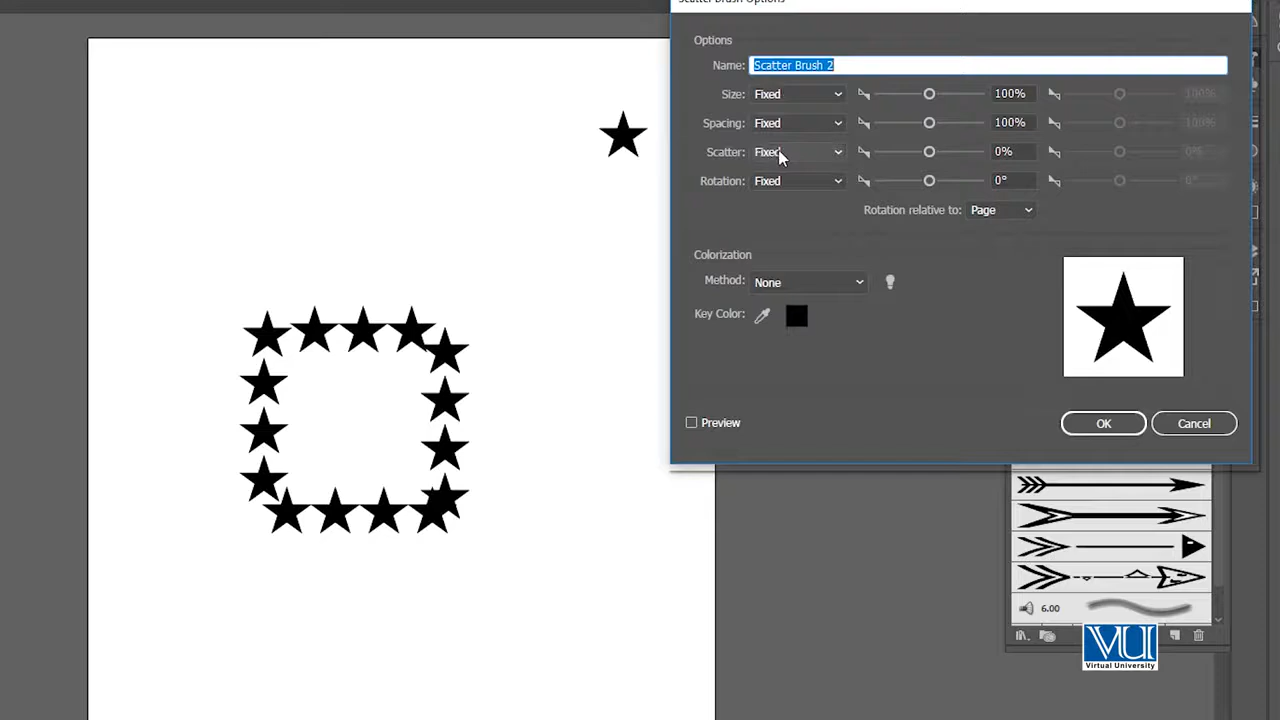 Scatter Brush Options
Options
Name: Scatter Brush 2
Size: Fixed 100% 100%
Spacing: Fixed 100% 100%
Scatter: Fixed 0% 0%
Rotation: Fixed 0° 0°
Rotation relative to: Page
Colorization
Method: None
Key Color:
Preview
OK Cancel
6.00
VU
Virtual University